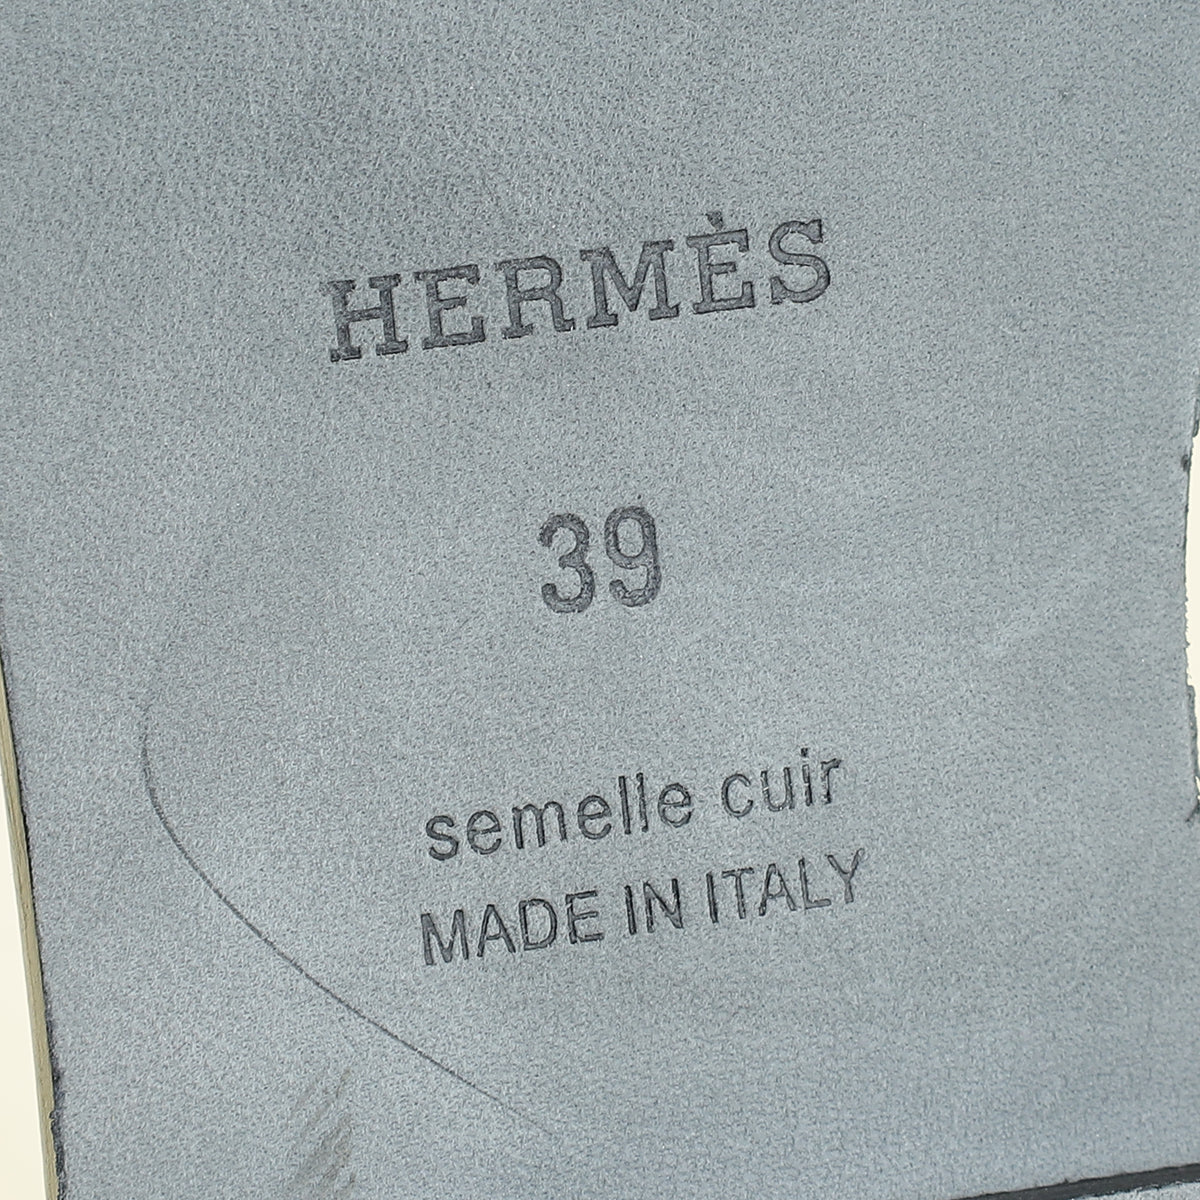 HERMÈS
39
semelle cuir
MADE IN ITALY